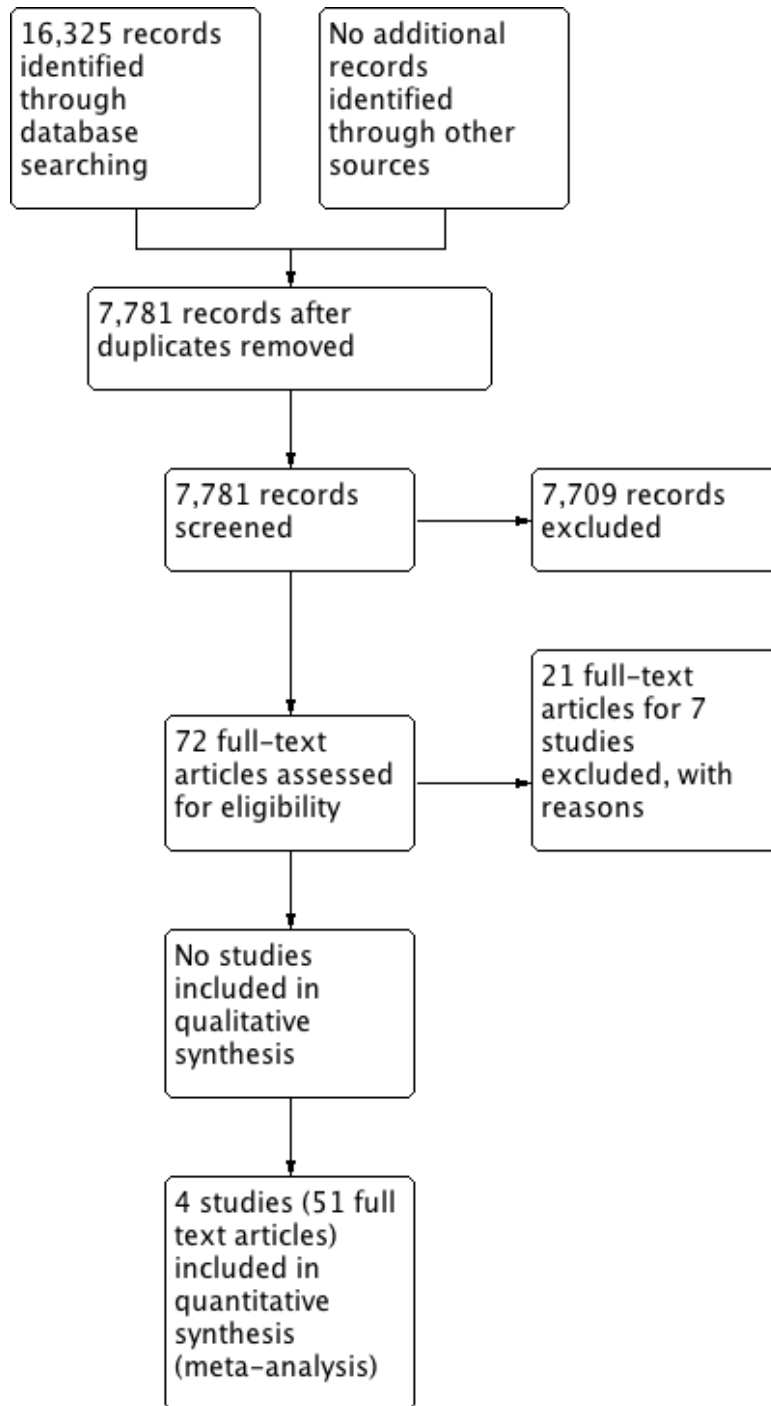 16,325 records
identified
through
database
searching
No additional
records
identified
through other
sources
7,781 records after
duplicates removed
7,781 records
screened
7,709 records
excluded
72 full-text
articles assessed
for eligibility
21 full-text
articles for 7
studies
excluded, with
reasons
No studies
included in
qualitative
synthesis
4 studies (51 full
text articles)
included in
quantitative
synthesis
(meta-analysis)